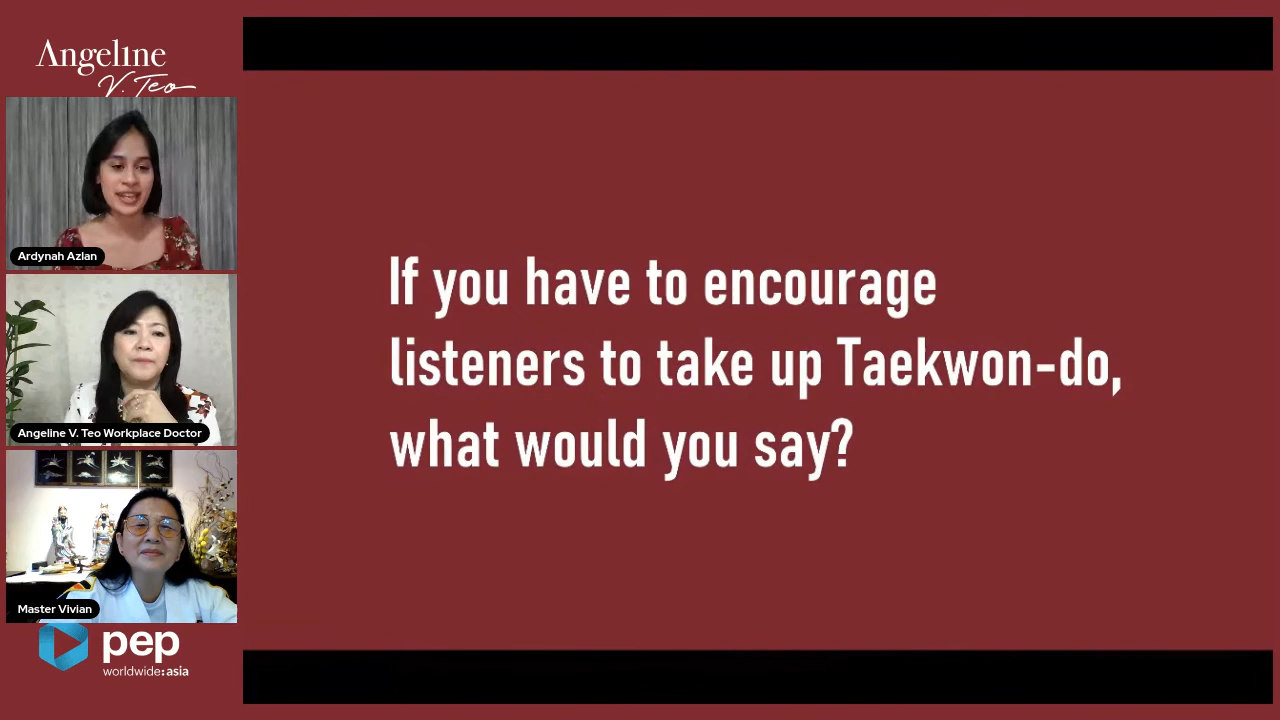 Angeline
V. Teo
Ardynah Azlan
Angeline V. Teo Workplace Doctor
Master Vivian
pep
worldwide:asia
If you have to encourage
listeners to take up Taekwon-do,
what would you say?